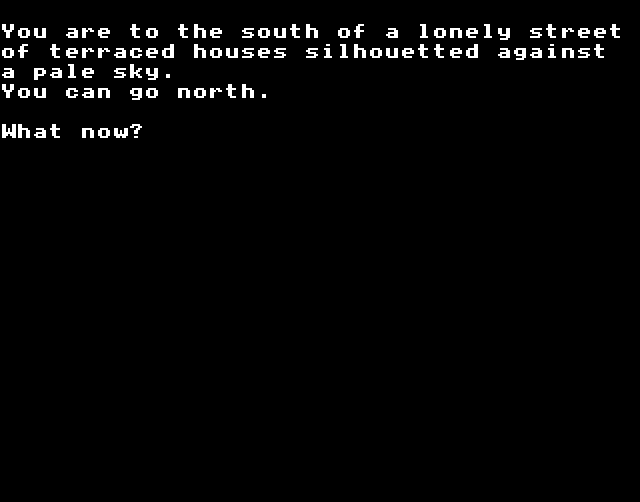 You are to the south of a lonely street
of terraced houses silhouetted against
a pale sky.
You can go north.
What now?